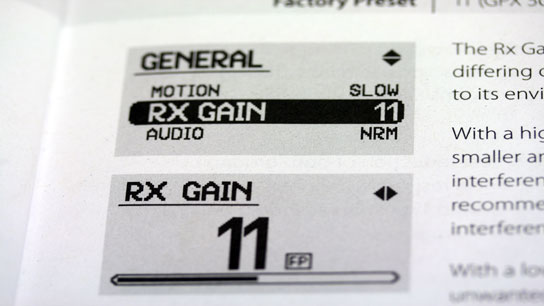 Factory Preset
GENERAL
MOTION SLOW
RX GAIN 11
AUDIO NRM
RX GAIN
11 FP
The Rx Ga
differing
to its envi
With a hig
smaller ar
interferen
recomme
interferen
With a lo
unwante